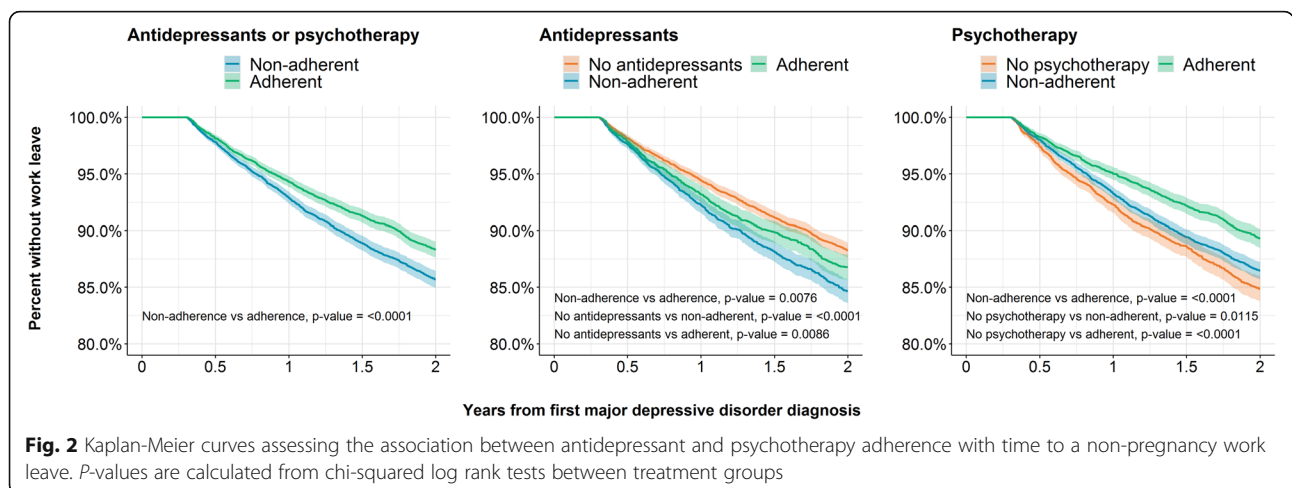 Antidepressants or psychotherapy
Non-adherent
Adherent
Antidepressants
No antidepressants
Adherent
Non-adherent
Psychotherapy
No psychotherapy
Adherent
Non-adherent
Percent without work leave
100.0%
95.0%
90.0%
85.0%
80.0%
Non-adherence vs adherence, p-value = <0.0001
0 0.5 1 1.5 2
100.0%
95.0%
90.0%
85.0%
80.0%
Non-adherence vs adherence, p-value = 0.0076
No antidepressants vs non-adherent, p-value = <0.0001
No antidepressants vs adherent, p-value = 0.0086
0 0.5 1 1.5 2
100.0%
95.0%
90.0%
85.0%
80.0%
Non-adherence vs adherence, p-value = <0.0001
No psychotherapy vs non-adherent, p-value = 0.0115
No psychotherapy vs adherent, p-value = <0.0001
0 0.5 1 1.5 2
Years from first major depressive disorder diagnosis
Fig. 2 Kaplan-Meier curves assessing the association between antidepressant and psychotherapy adherence with time to a non-pregnancy work
leave. P-values are calculated from chi-squared log rank tests between treatment groups